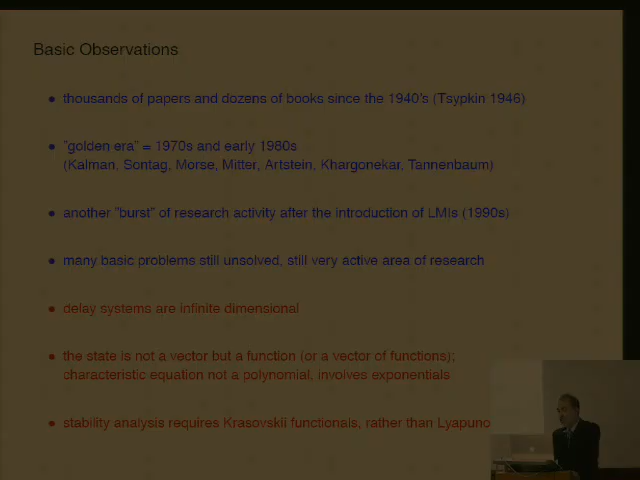 Basic Observations
• thousands of papers and dozens of books since the 1940's (Tsypkin 1946)
• "golden era" = 1970s and early 1980s
(Kalman, Sontag, Morse, Mitter, Artstein, Khargonekar, Tannenbaum)
• another "burst" of research activity after the introduction of LMIs (1990s)
• many basic problems still unsolved, still very active area of research
• delay systems are infinite dimensional
• the state is not a vector but a function (or a vector of functions);
characteristic equation not a polynomial, involves exponentials
• stability analysis requires Krasovskii functionals, rather than Lyapuno